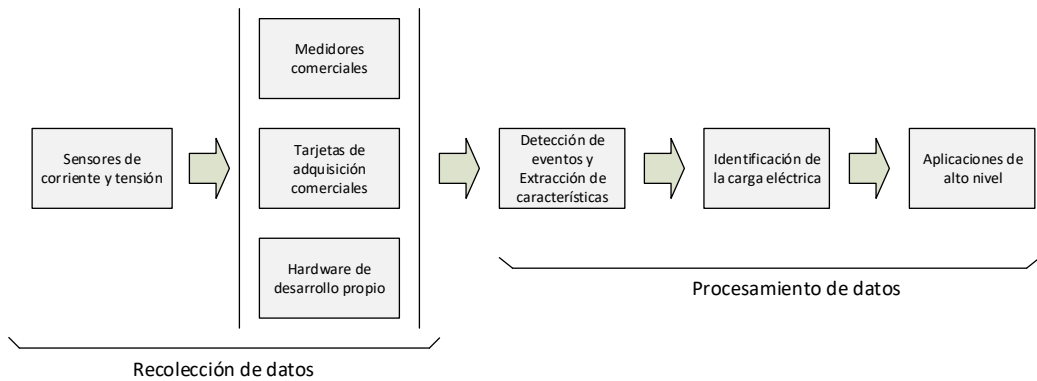 Medidores
comerciales
Sensores de
corriente y tensión
Tarjetas de
adquisición
comerciales
Hardware de
desarrollo propio
Detección de
eventos y
Extracción de
características
Identificación de
la carga eléctrica
Aplicaciones de
alto nivel
Procesamiento de datos
Recolección de datos